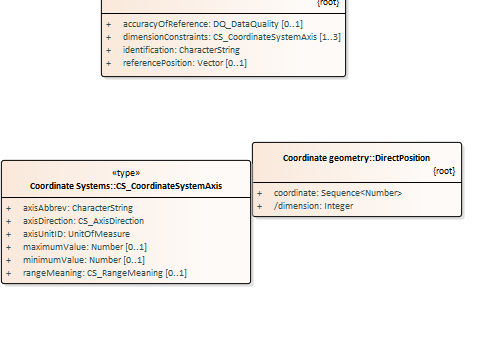 {root}
+ accuracyOfReference: DQ_DataQuality [0..1]
+ dimensionConstraints: CS_CoordinateSystemAxis [1..3]
+ identification: CharacterString
+ referencePosition: Vector [0..1]
«type»
Coordinate Systems::CS_CoordinateSystemAxis
+ axisAbbrev: CharacterString
+ axisDirection: CS_AxisDirection
+ axisUnitID: UnitOfMeasure
+ maximumValue: Number [0..1]
+ minimumValue: Number [0..1]
+ rangeMeaning: CS_RangeMeaning [0..1]
Coordinate geometry::DirectPosition
{root}
+ coordinate: Sequence<Number>
+ /dimension: Integer